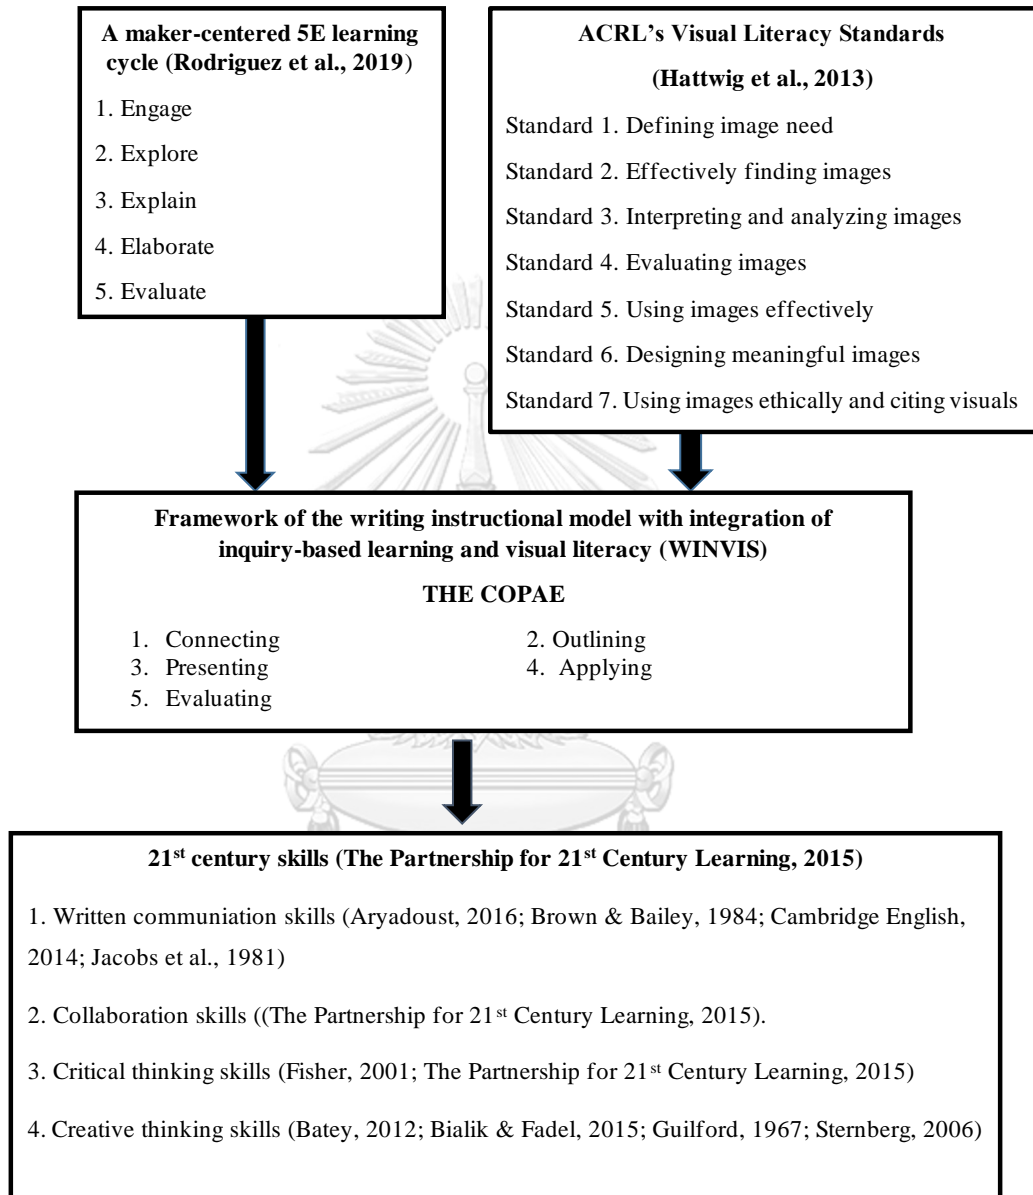 A maker-centered 5E learning
cycle (Rodriguez et al., 2019)
1. Engage
2. Explore
3. Explain
4. Elaborate
5. Evaluate
ACRL’s Visual Literacy Standards
(Hattwig et al., 2013)
Standard 1. Defining image need
Standard 2. Effectively finding images
Standard 3. Interpreting and analyzing images
Standard 4. Evaluating images
Standard 5. Using images effectively
Standard 6. Designing meaningful images
Standard 7. Using images ethically and citing visuals
Framework of the writing instructional model with integration of
inquiry-based learning and visual literacy (WINVIS)
THE COPAE
1. Connecting 2. Outlining
3. Presenting 4. Applying
5. Evaluating
21st century skills (The Partnership for 21st Century Learning, 2015)
1. Written communiation skills (Aryadoust, 2016; Brown & Bailey, 1984; Cambridge English,
2014; Jacobs et al., 1981)
2. Collaboration skills ((The Partnership for 21st Century Learning, 2015).
3. Critical thinking skills (Fisher, 2001; The Partnership for 21st Century Learning, 2015)
4. Creative thinking skills (Batey, 2012; Bialik & Fadel, 2015; Guilford, 1967; Sternberg, 2006)